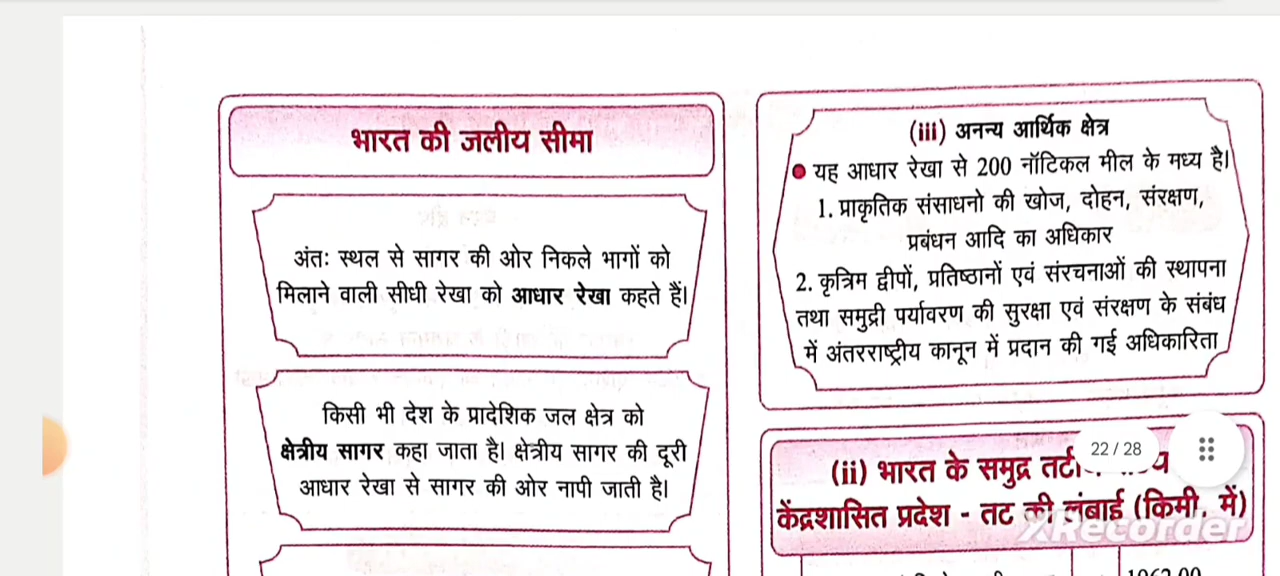 भारत की जलीय सीमा
अंतः स्थल से सागर की ओर निकले भागों को
मिलाने वाली सीधी रेखा को आधार रेखा कहते हैं।
किसी भी देश के प्रादेशिक जल क्षेत्र को
क्षेत्रीय सागर कहा जाता है। क्षेत्रीय सागर की दूरी
आधार रेखा से सागर की ओर नापी जाती है।
(iii) अनन्य आर्थिक क्षेत्र
यह आधार रेखा से 200 नॉटिकल मील के मध्य है।
1. प्राकृतिक संसाधनो की खोज, दोहन, संरक्षण,
प्रबंधन आदि का अधिकार
2. कृत्रिम द्वीपों, प्रतिष्ठानों एवं संरचनाओं की स्थापना
तथा समुद्री पर्यावरण की सुरक्षा एवं संरक्षण के संबंध
में अंतरराष्ट्रीय कानून में प्रदान की गई अधिकारिता
22 / 28
(ii) भारत के समुद्र
केंद्रशासित प्रदेश - तट की लंबाई (किमी. में)
XRecorder